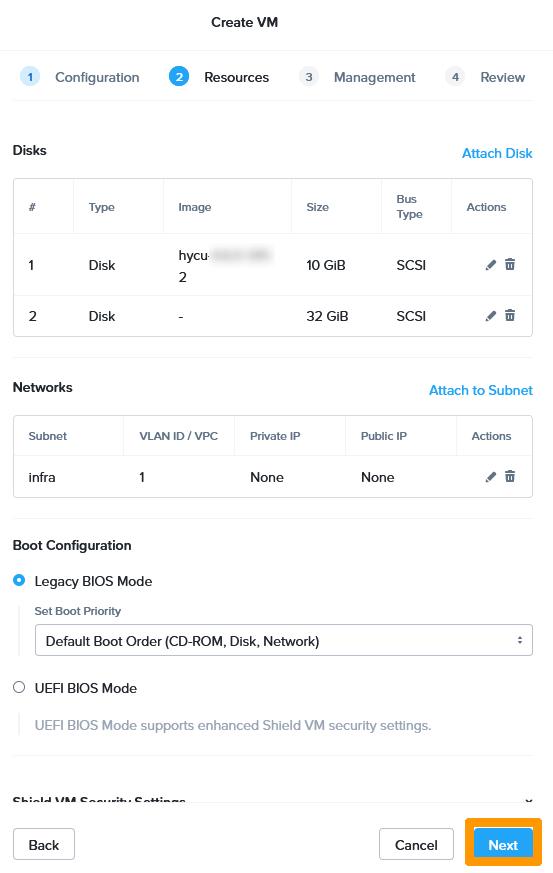 Create VM
1 Configuration 2 Resources 3 Management 4 Review
Disks
Attach Disk
# Type Image Size Bus Type Actions
1 Disk hycu- 2 10 GiB SCSI
2 Disk - 32 GiB SCSI
Networks
Attach to Subnet
Subnet VLAN ID / VPC Private IP Public IP Actions
infra 1 None None
Boot Configuration
Legacy BIOS Mode
Set Boot Priority
Default Boot Order (CD-ROM, Disk, Network)
UEFI BIOS Mode
UEFI BIOS Mode supports enhanced Shield VM security settings.
Shield VM Security Settings
Back Cancel Next